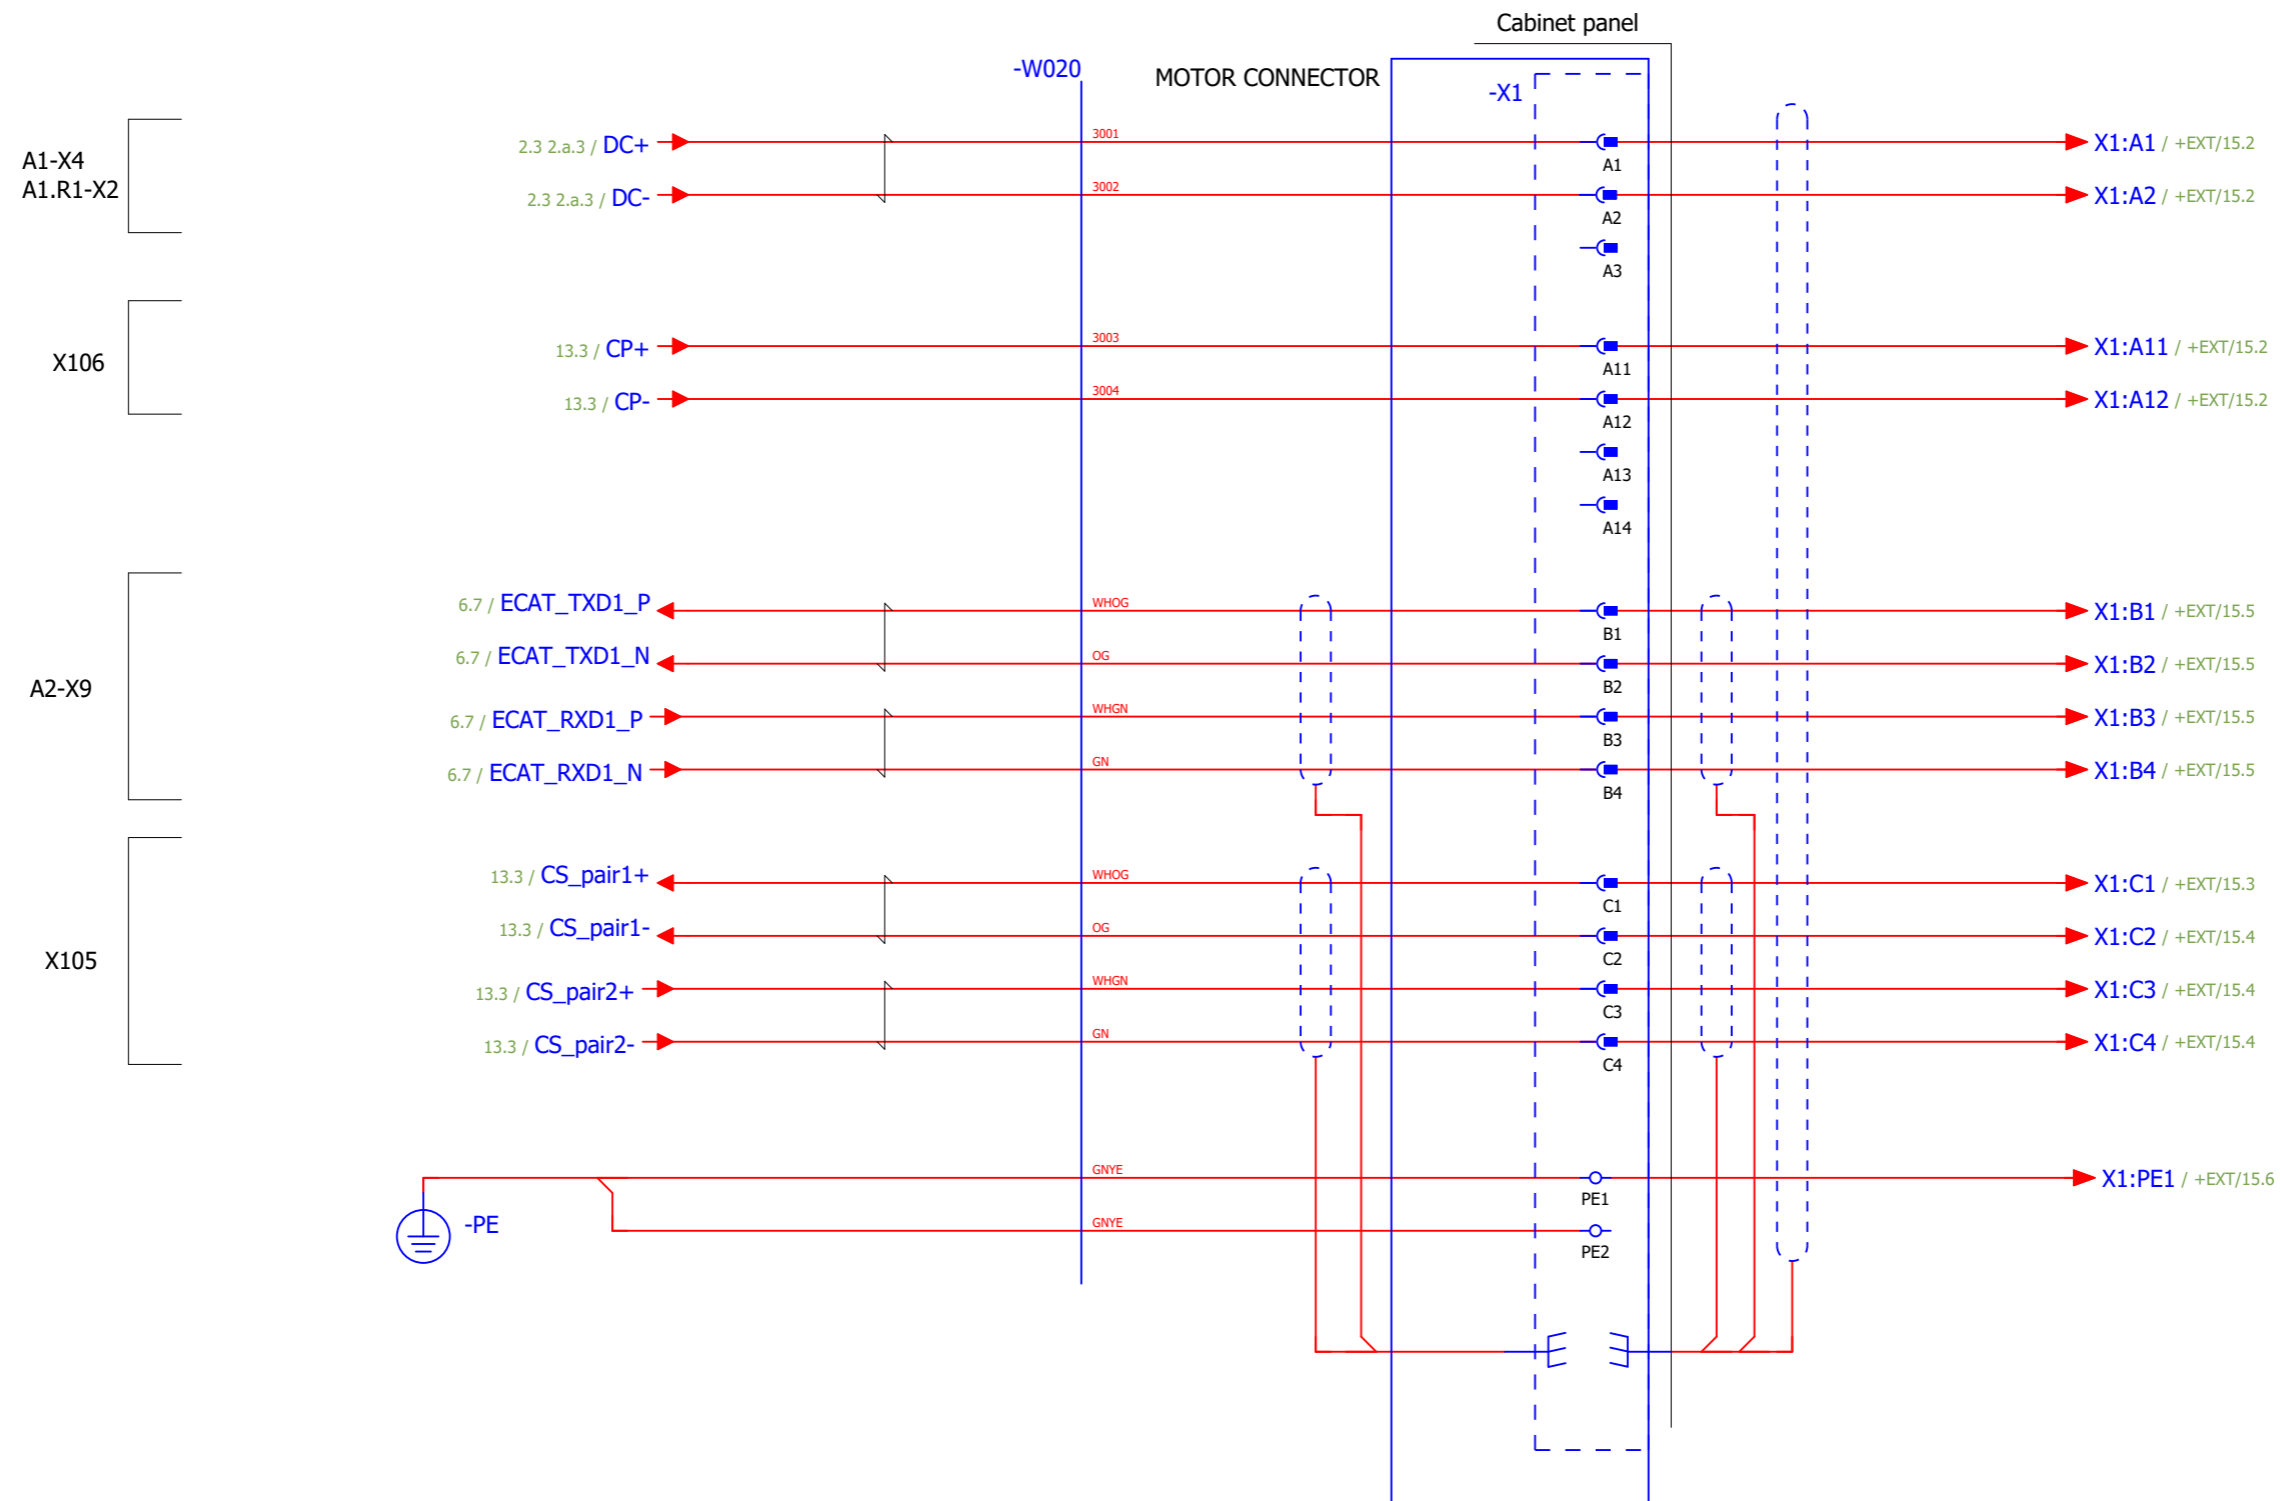 Cabinet panel
-W020
MOTOR CONNECTOR
-X1
A1-X4
A1.R1-X2
2.3 2.a.3 / DC+
3001
A1
X1:A1 / +EXT/15.2
2.3 2.a.3 / DC-
3002
A2
X1:A2 / +EXT/15.2
A3
X106
13.3 / CP+
3003
A11
X1:A11 / +EXT/15.2
13.3 / CP-
3004
A12
X1:A12 / +EXT/15.2
A13
A14
A2-X9
6.7 / ECAT_TXD1_P
WHOG
B1
X1:B1 / +EXT/15.5
6.7 / ECAT_TXD1_N
OG
B2
X1:B2 / +EXT/15.5
6.7 / ECAT_RXD1_P
WHGN
B3
X1:B3 / +EXT/15.5
6.7 / ECAT_RXD1_N
GN
B4
X1:B4 / +EXT/15.5
X105
13.3 / CS_pair1+
WHOG
C1
X1:C1 / +EXT/15.3
13.3 / CS_pair1-
OG
C2
X1:C2 / +EXT/15.4
13.3 / CS_pair2+
WHGN
C3
X1:C3 / +EXT/15.4
13.3 / CS_pair2-
GN
C4
X1:C4 / +EXT/15.4
GNYE
PE1
X1:PE1 / +EXT/15.6
-PE
GNYE
PE2